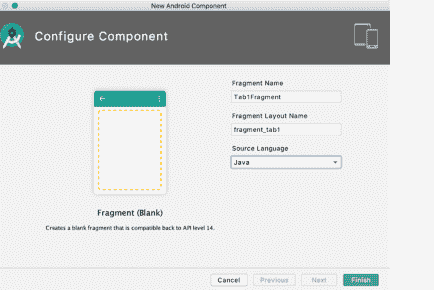 New Android Component
Configure Component
Fragment Name
Tab1Fragment
Fragment Layout Name
fragment_tab1
Source Language
Java
Fragment (Blank)
Creates a blank fragment that is compatible back to API level 14.
Cancel
Previous
Next
Finish